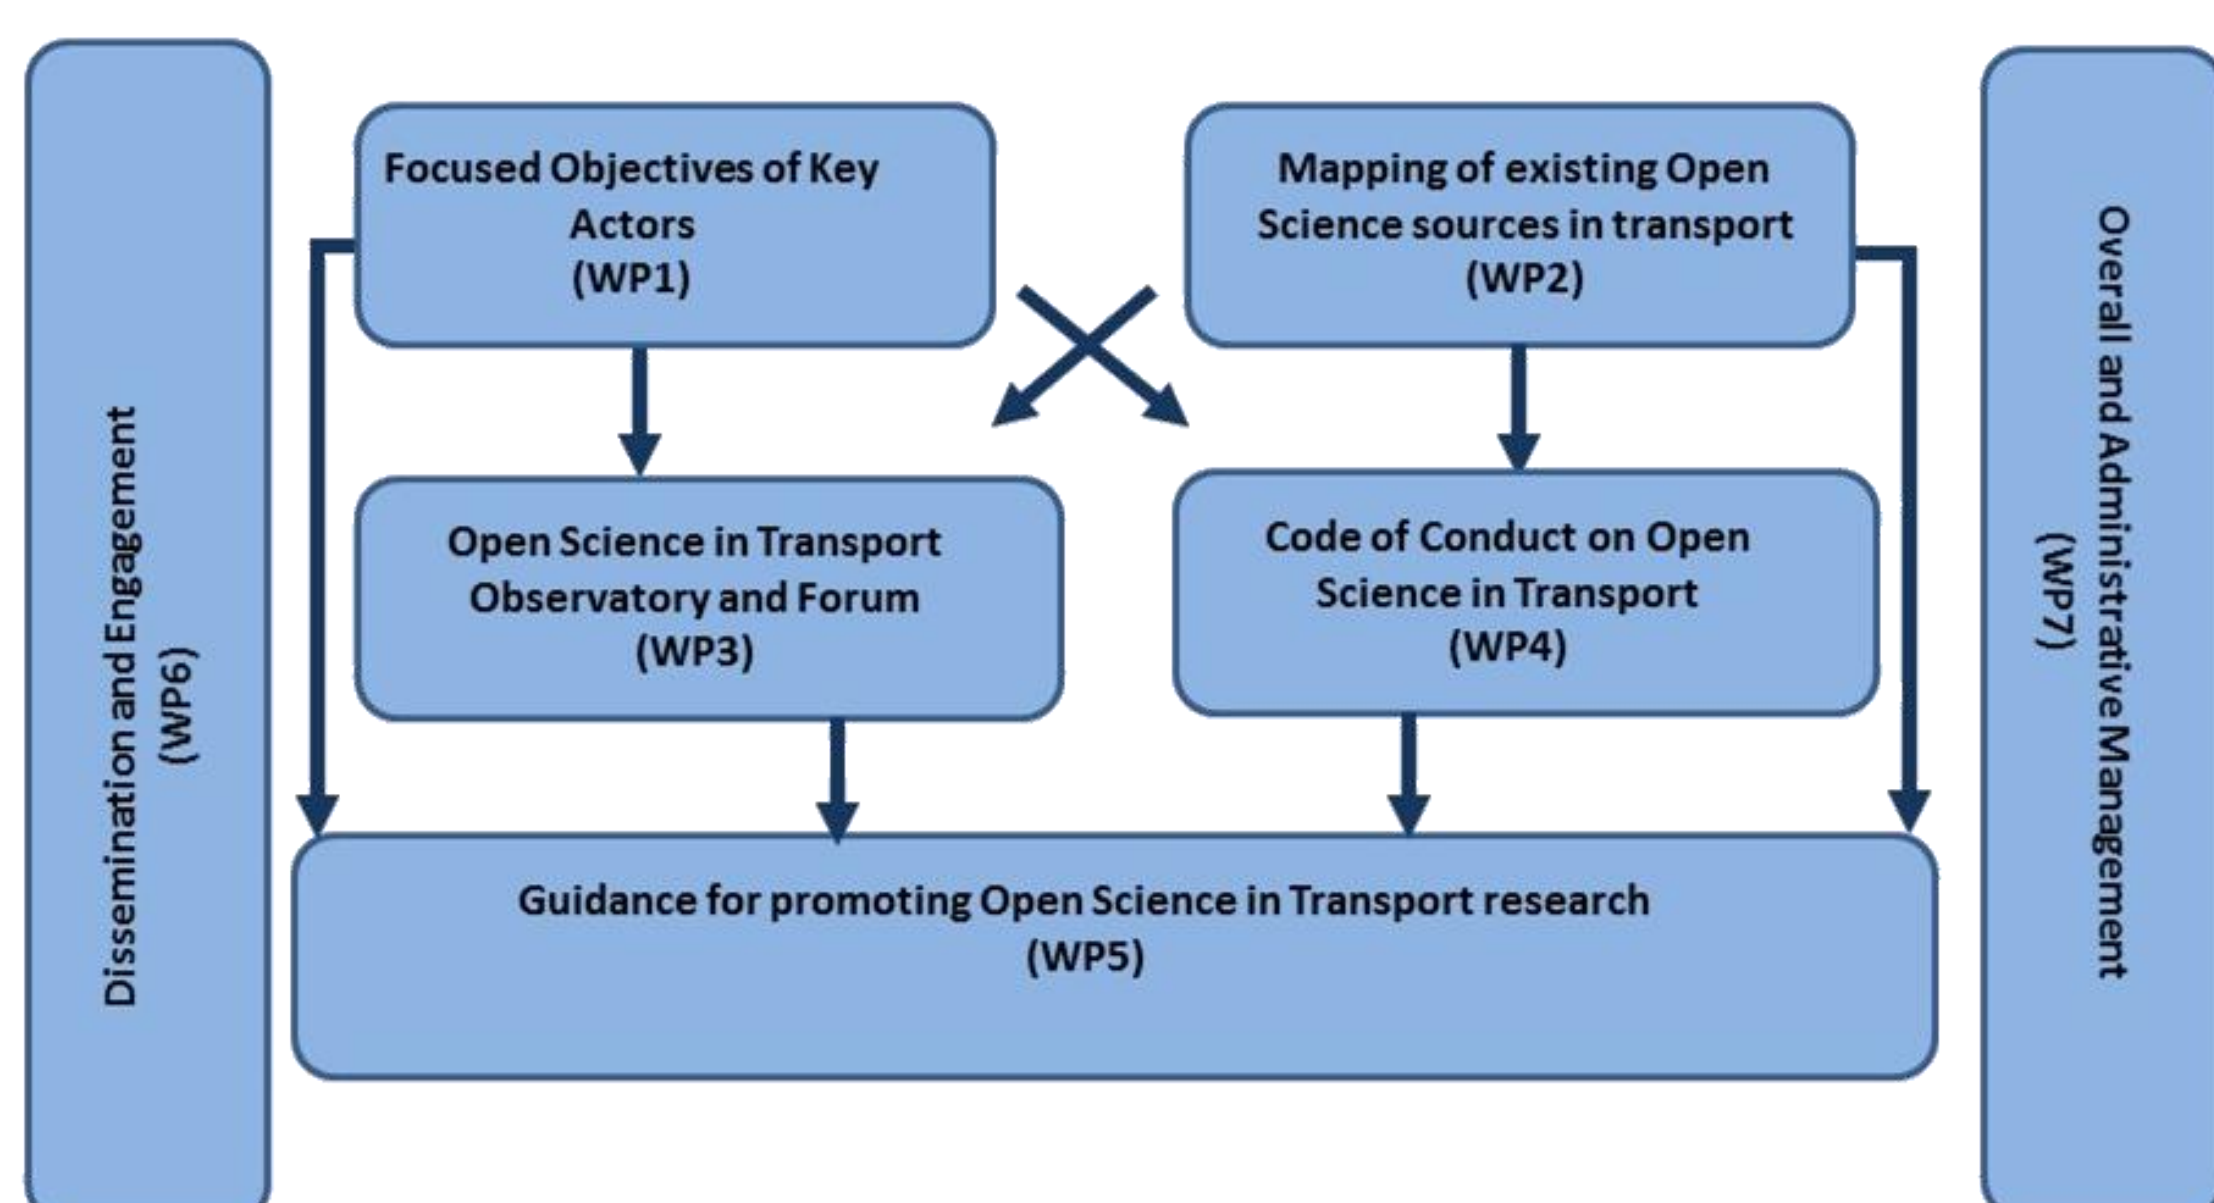 Dissemination and Engagement
(WP6)
Focused Objectives of Key
Actors
(WP1)
Mapping of existing Open
Science sources in transport
(WP2)
Open Science in Transport
Observatory and Forum
(WP3)
Code of Conduct on Open
Science in Transport
(WP4)
Guidance for promoting Open Science in Transport research
(WP5)
Overall and Administrative Management
(WP7)